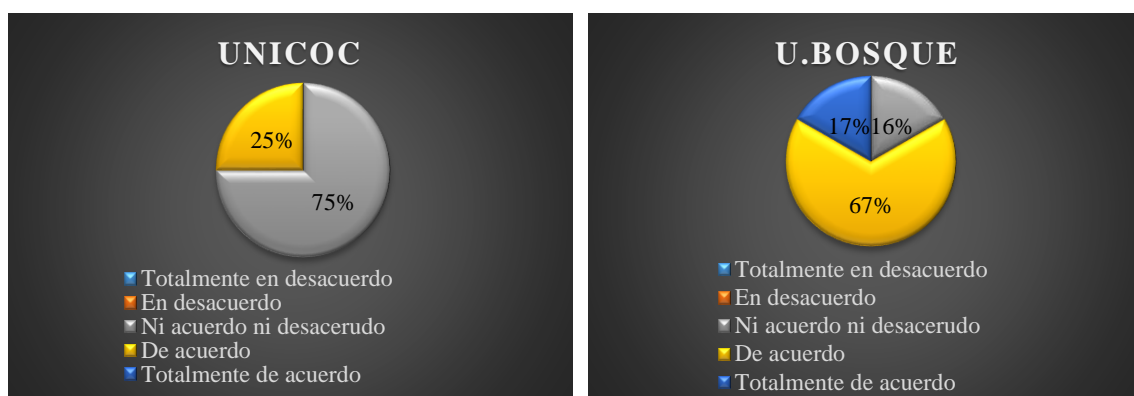 UNICOC
25%
75%
Totalmente en desacuerdo
En desacuerdo
Ni acuerdo ni desacerudo
De acuerdo
Totalmente de acuerdo
U.BOSQUE
17%
16%
67%
Totalmente en desacuerdo
En desacuerdo
Ni acuerdo ni desacerudo
De acuerdo
Totalmente de acuerdo